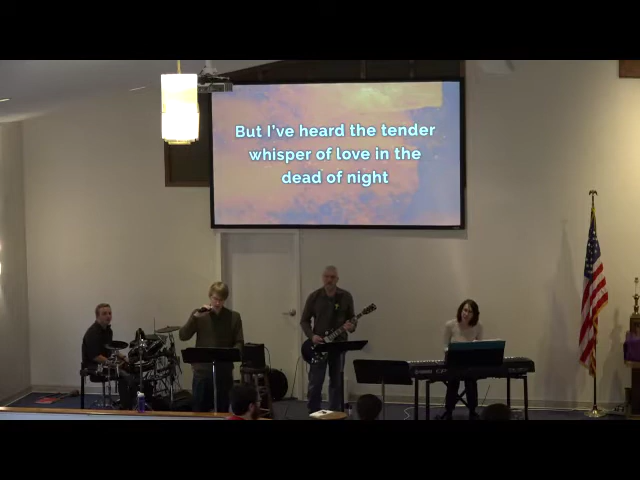 But I've heard the tender
whisper of love in the
dead of night